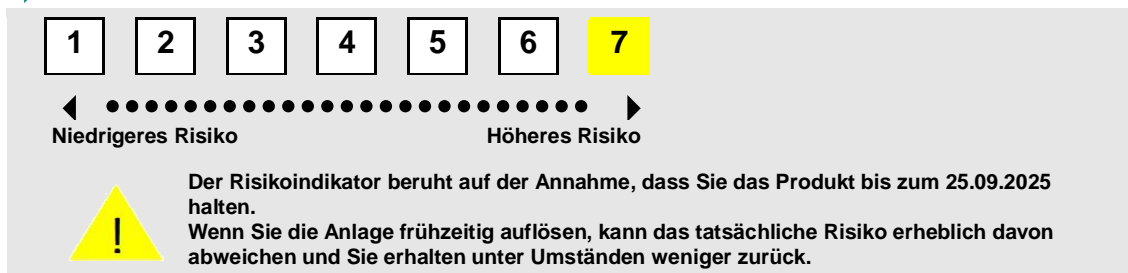 1 2 3 4 5 6 7
Niedrigeres Risiko Höheres Risiko
Der Risikoindikator beruht auf der Annahme, dass Sie das Produkt bis zum 25.09.2025
halten.
! Wenn Sie die Anlage frühzeitig auflösen, kann das tatsächliche Risiko erheblich davon
abweichen und Sie erhalten unter Umständen weniger zurück.